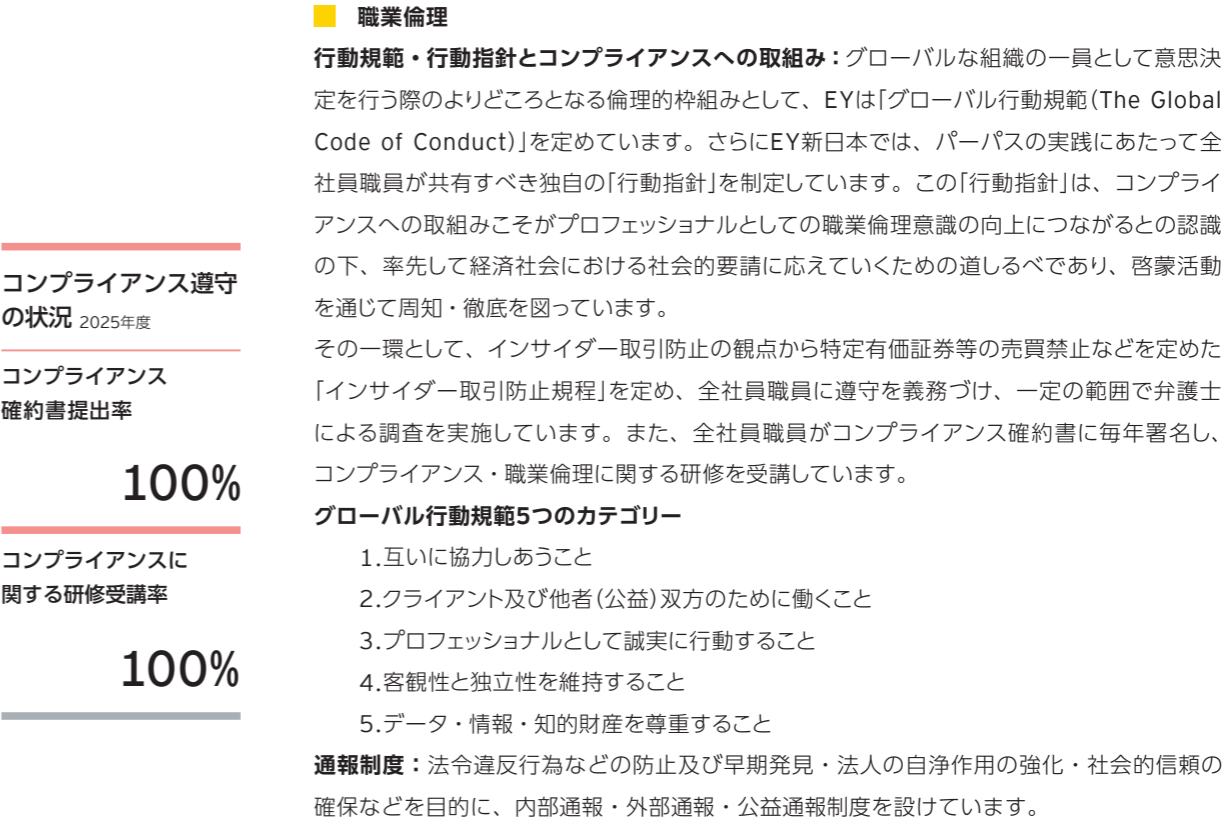 コンプライアンス遵守
の状況 2025年度
コンプライアンス
確約書提出率
100%
コンプライアンスに
関する研修受講率
100%
職業倫理
行動規範・行動指針とコンプライアンスへの取組み：グローバルな組織の一員として意思決
定を行う際のよりどころとなる倫理的枠組みとして、EYは「グローバル行動規範（The Global
Code of Conduct）」を定めています。さらにEY新日本では、パーパスの実践にあたって全
社員職員が共有すべき独自の「行動指針」を制定しています。この「行動指針」は、コンプライ
アンスへの取組みこそがプロフェッショナルとしての職業倫理意識の向上につながるとの認識
の下、率先して経済社会における社会的要請に応えていくための道しるべであり、啓蒙活動
を通じて周知・徹底を図っています。
その一環として、インサイダー取引防止の観点から特定有価証券等の売買禁止などを定めた
「インサイダー取引防止規程」を定め、全社員職員に遵守を義務づけ、一定の範囲で弁護士
による調査を実施しています。また、全社員職員がコンプライアンス確約書に毎年署名し、
コンプライアンス・職業倫理に関する研修を受講しています。
グローバル行動規範5つのカテゴリー
1.互いに協力しあうこと
2.クライアント及び他者（公益）双方のために働くこと
3.プロフェッショナルとして誠実に行動すること
4.客観性と独立性を維持すること
5.データ・情報・知的財産を尊重すること
通報制度：法令違反行為などの防止及び早期発見・法人の自浄作用の強化・社会的信頼の
確保などを目的に、内部通報・外部通報・公益通報制度を設けています。